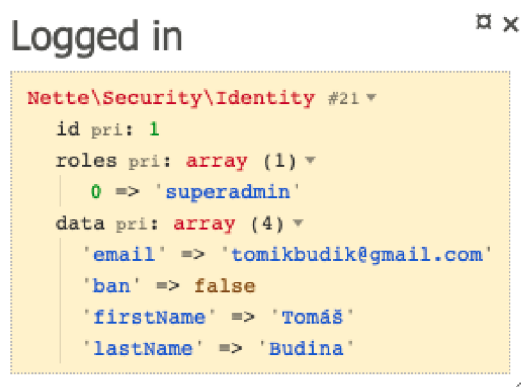 Logged in
¤ ×
Nette\Security\Identity #21 ▼
id pri: 1
roles pri: array (1) ▼
0 => 'superadmin'
data pri: array (4) ▼
'email' => 'tomikbudik@gmail.com'
'ban' => false
'firstName' => 'Tomáš'
'lastName' => 'Budina'